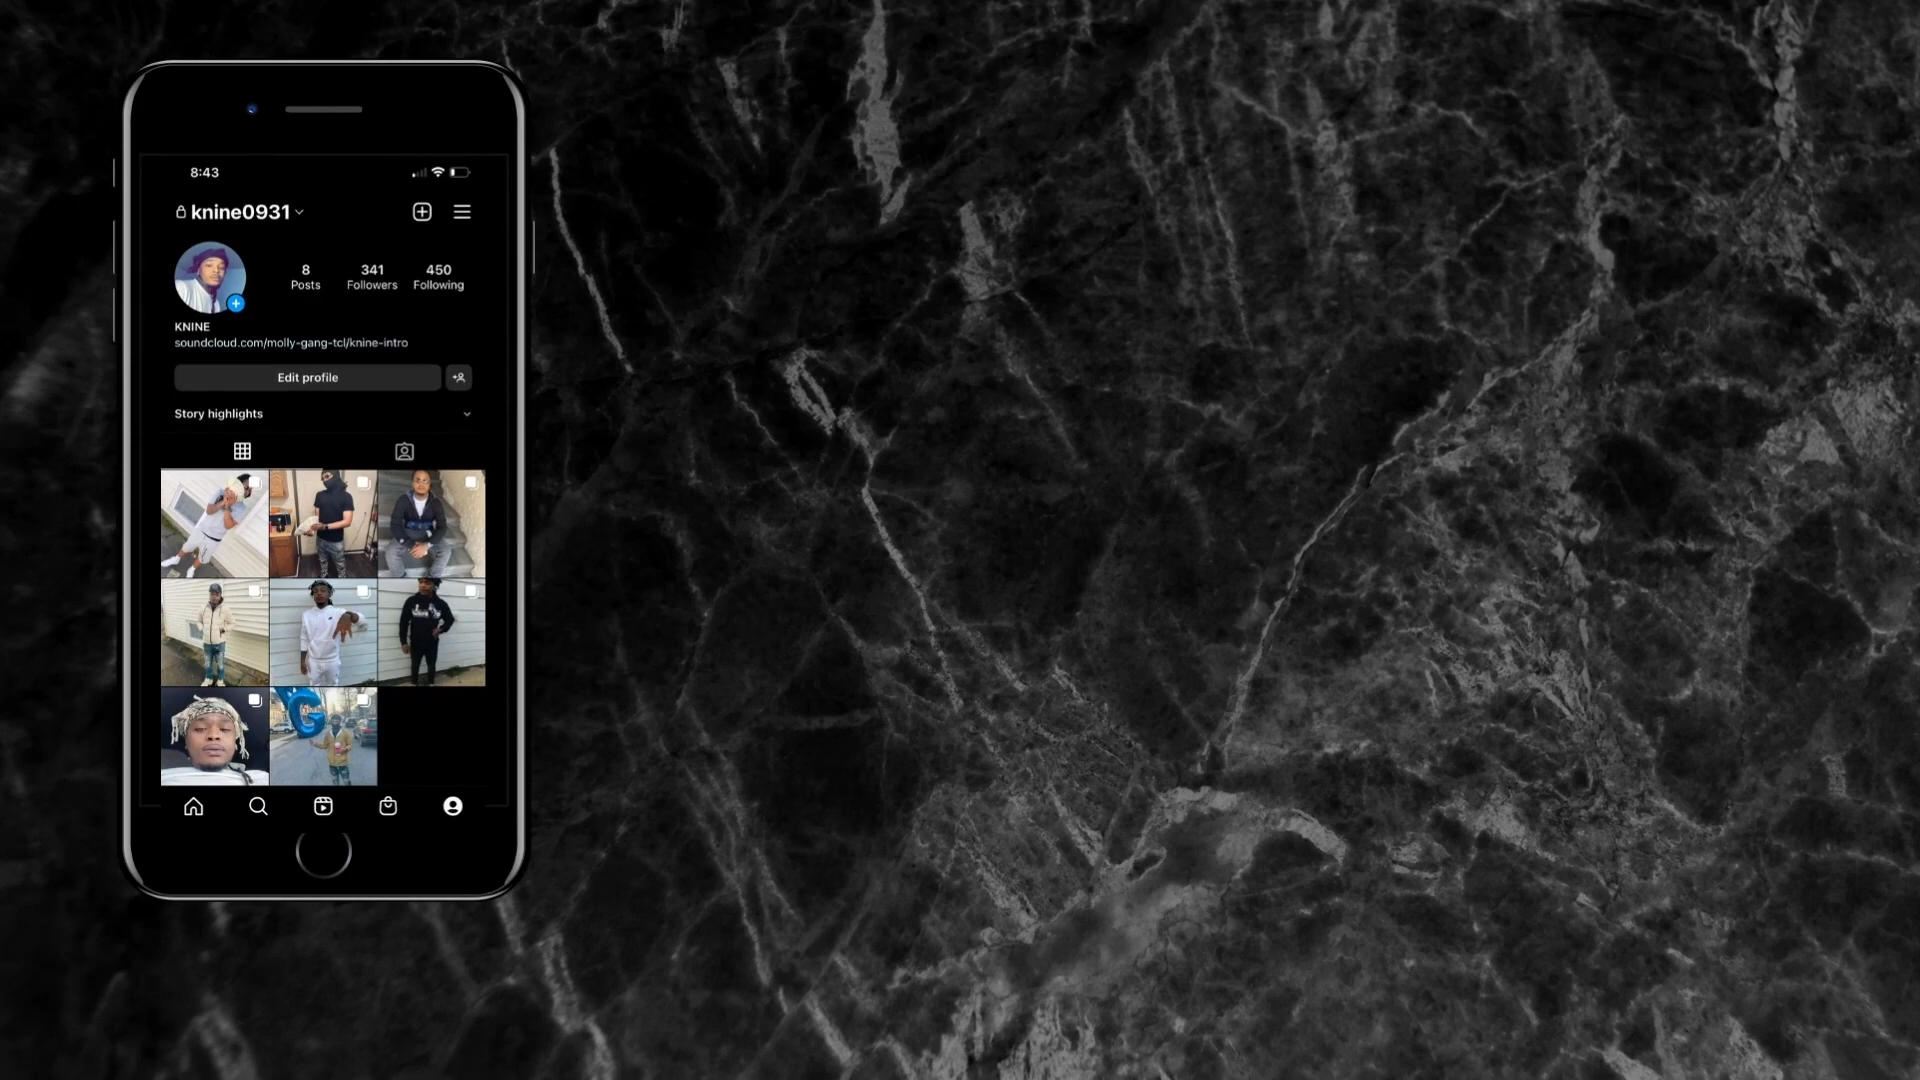 8:43
knine0931
8 341 450
Posts Followers Following
KNINE
soundcloud.com/molly-gang-tcl/knine-intro
Edit profile
Story highlights
G